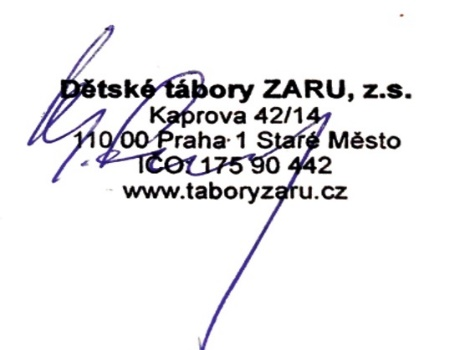 Dětské tábory ZARU, z.s.
Kaprova 42/14
110 00 Praha 1 Staré Město
IČO: 175 90 442
www.taboryzaru.cz